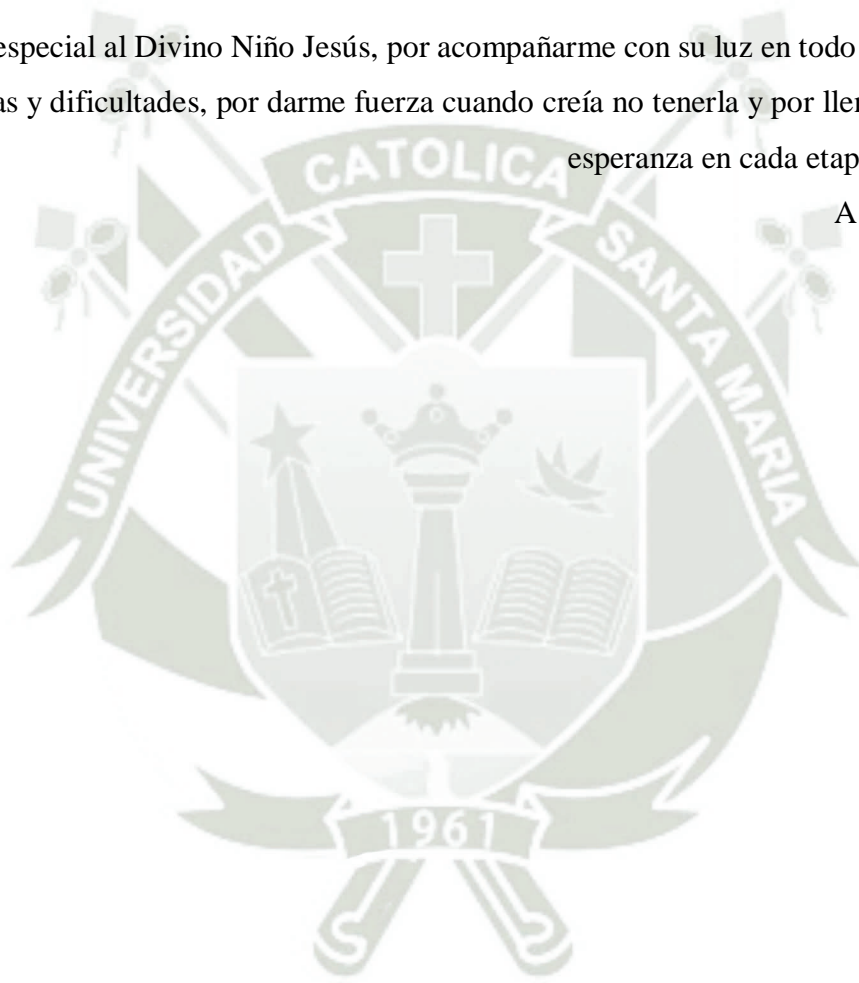 especial al Divino Niño Jesús, por acompañarme con su luz en todo
as y dificultades, por darme fuerza cuando creía no tenerla y por ller
esperanza en cada etap
A
UNIVERSIDAD CATOLICA SANTA MARIA
1961